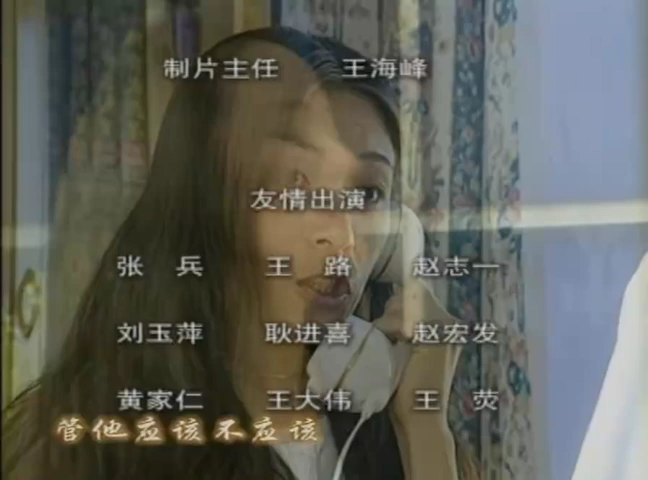 制片主任 王海峰
友情出演
张 兵 王 路 赵志一
刘玉萍 耿进喜 赵宏发
黄家仁 王大伟 王 荧
管他应该不应该